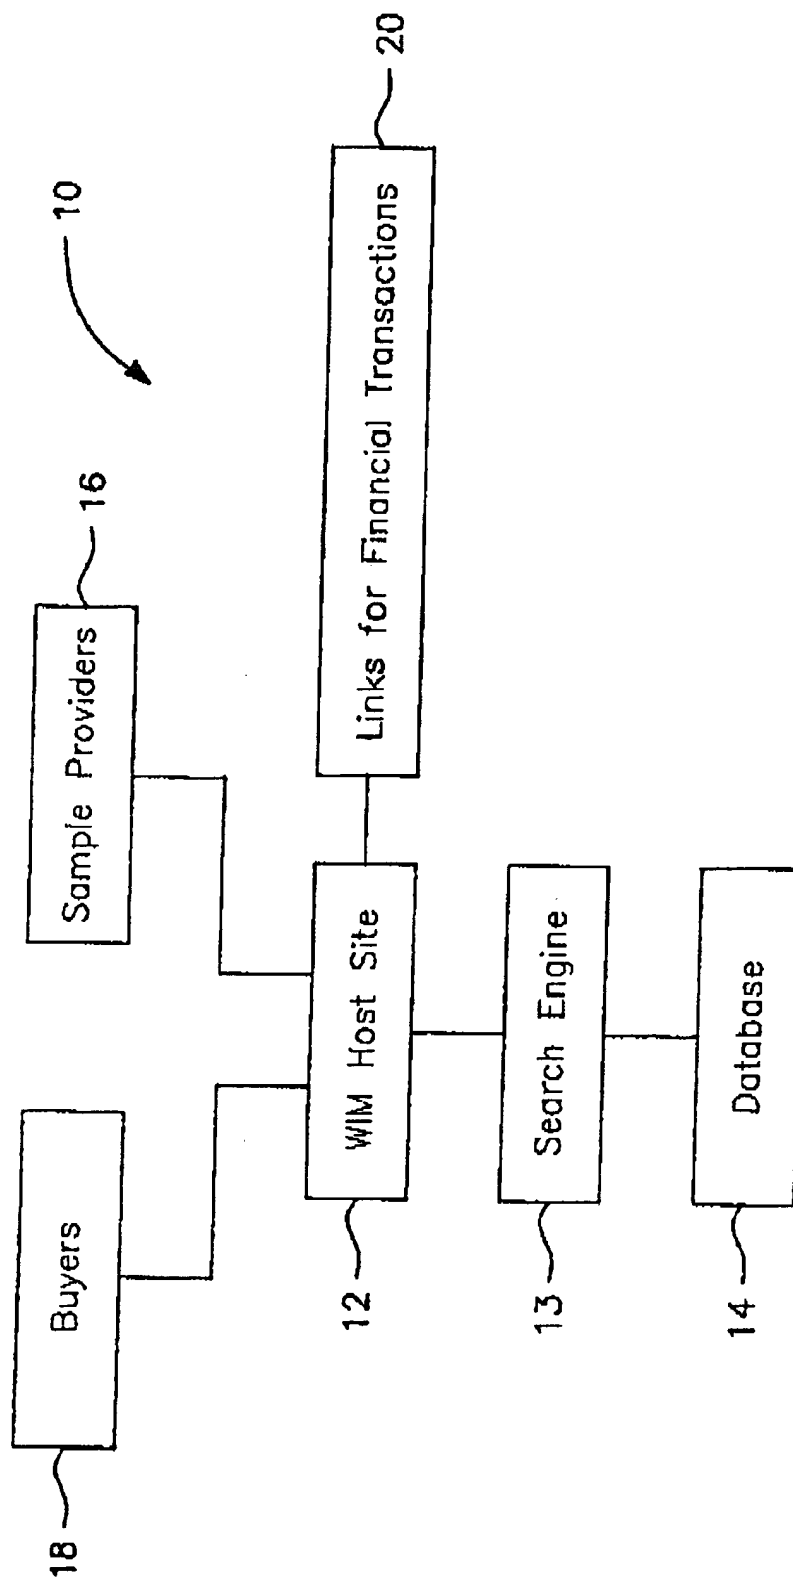 10
18
Buyers
Sample Providers
16
12
WIM Host Site
Links for Financial Transactions
20
13
Search Engine
14
Database